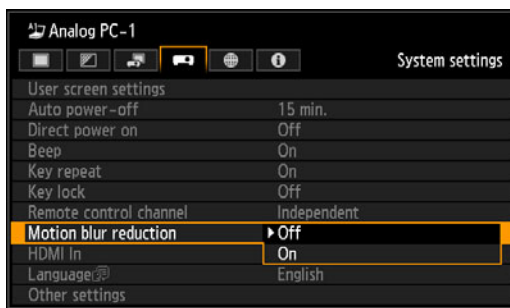 Analog PC-1
System settings
User screen settings
Auto power-off 15 min.
Direct power on Off
Beep On
Key repeat On
Key lock Off
Remote control channel Independent
Motion blur reduction Off
HDMI In On
Language English
Other settings